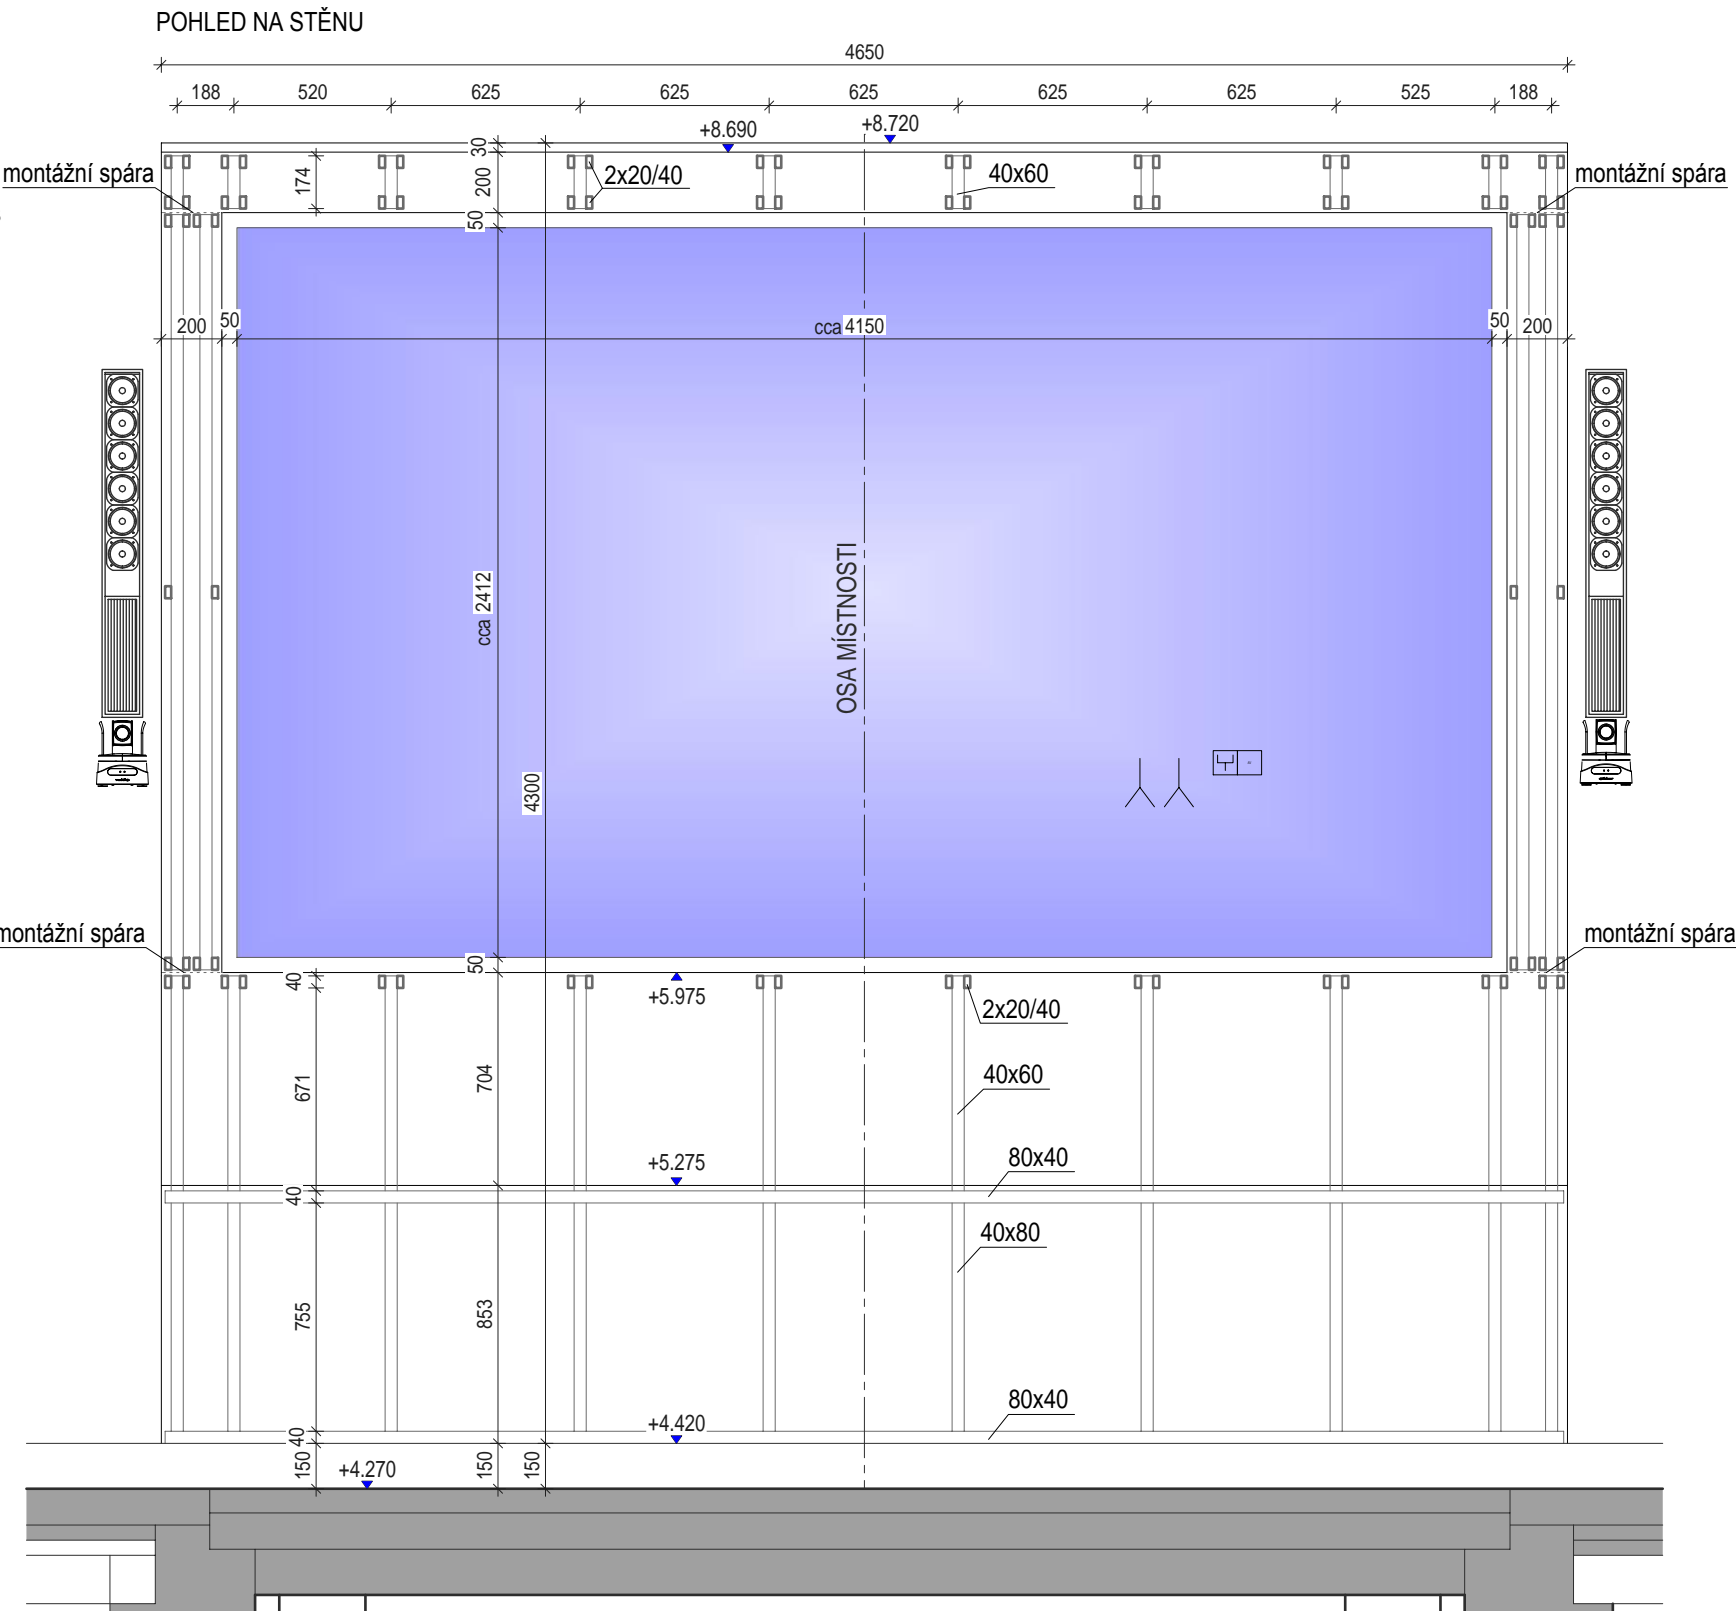 POHLED NA STĚNU
4650
188 520 625 625 625 625 625 525 188
+8.690 +8.720
30
montážní spára
174
200
2x20/40
40x60
montážní spára
50
200 50 cca 4150 50 200
OSA MÍSTNOSTI
cca 2412
4300
montážní spára
50
montážní spára
40
+5.975
2x20/40
671
704
40x60
+5.275
80x40
40
40x80
755
853
80x40
+4.420
40
150 150 150
+4.270